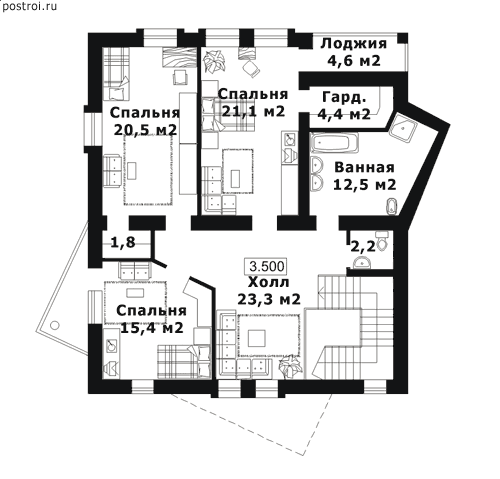 postroi.ru
Лоджия
4,6 м2
Спальня
20,5 м2
Спальня
21,1 м2
Гард.
4,4 м2
Ванная
12,5 м2
1,8
2,2
3.500
Холл
23,3 м2
Спальня
15,4 м2